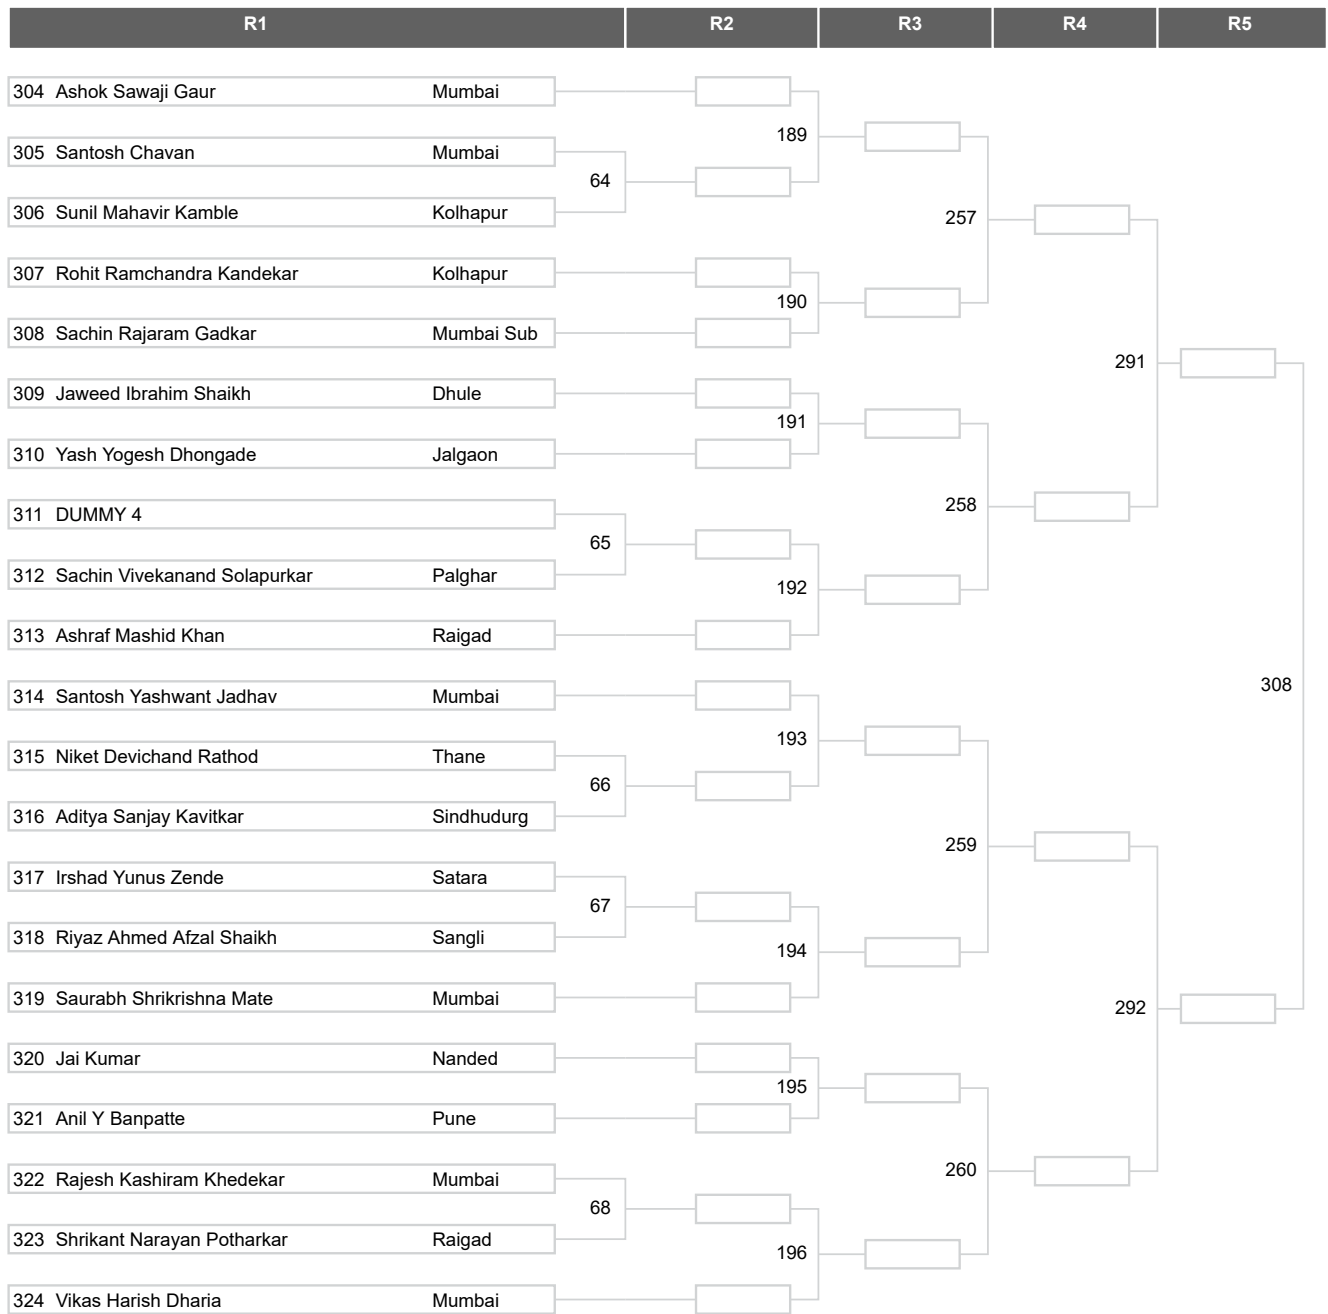 R1 R2 R3 R4 R5
304 Ashok Sawaji Gaur Mumbai
189
305 Santosh Chavan Mumbai
64
306 Sunil Mahavir Kamble Kolhapur
257
307 Rohit Ramchandra Kandekar Kolhapur
190
308 Sachin Rajaram Gadkar Mumbai Sub
291
309 Jaweed Ibrahim Shaikh Dhule
191
310 Yash Yogesh Dhongade Jalgaon
258
311 DUMMY 4
65
312 Sachin Vivekanand Solapurkar Palghar
192
313 Ashraf Mashid Khan Raigad
308
314 Santosh Yashwant Jadhav Mumbai
193
315 Niket Devichand Rathod Thane
66
316 Aditya Sanjay Kavitkar Sindhudurg
259
317 Irshad Yunus Zende Satara
67
318 Riyaz Ahmed Afzal Shaikh Sangli
194
319 Saurabh Shrikrishna Mate Mumbai
292
320 Jai Kumar Nanded
195
321 Anil Y Banpatte Pune
260
322 Rajesh Kashiram Khedekar Mumbai
68
323 Shrikant Narayan Potharkar Raigad
196
324 Vikas Harish Dharia Mumbai